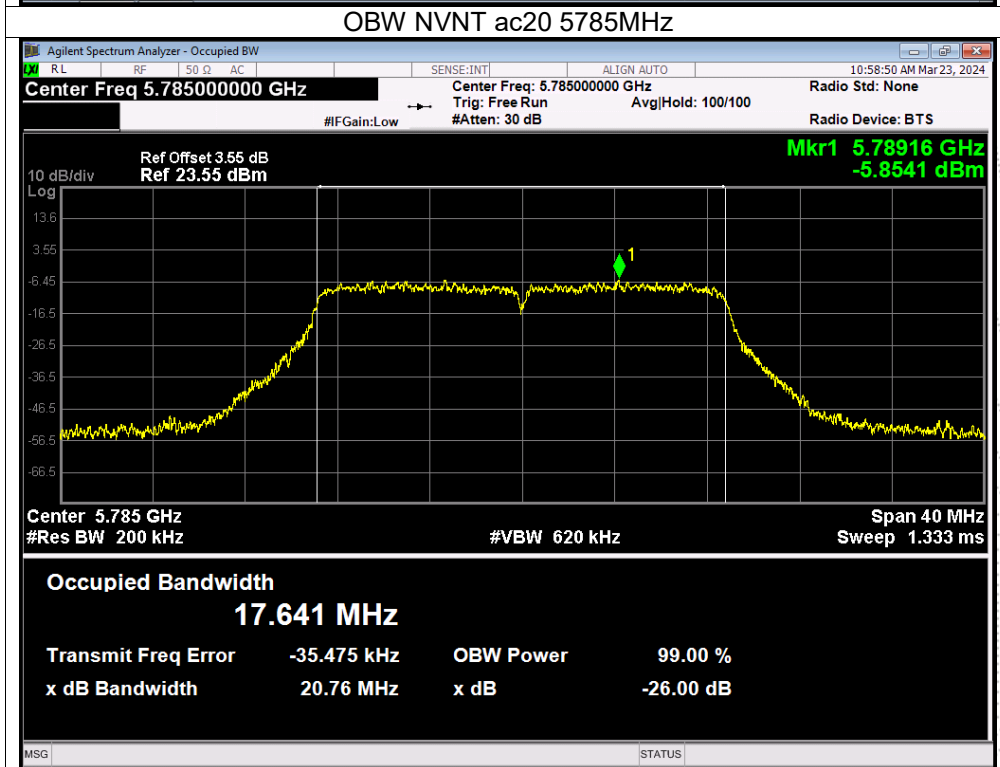 OBW NVNT ac20 5785MHz
Agilent Spectrum Analyzer - Occupied BW
LXI RL RF 50 Ω AC SENSE:INT ALIGN AUTO 10:58:50 AM Mar 23, 2024
Center Freq 5.785000000 GHz Center Freq: 5.785000000 GHz Radio Std: None
Trig: Free Run Avg|Hold: 100/100
#IFGain:Low #Atten: 30 dB Radio Device: BTS
Mkr1 5.78916 GHz
-5.8541 dBm
Ref Offset 3.55 dB
10 dB/div Ref 23.55 dBm
Log
13.6
3.55
1
-6.45
-16.5
-26.5
-36.5
-46.5
-56.5
-66.5
Center 5.785 GHz Span 40 MHz
#Res BW 200 kHz #VBW 620 kHz Sweep 1.333 ms
Occupied Bandwidth
17.641 MHz
Transmit Freq Error -35.475 kHz OBW Power 99.00 %
x dB Bandwidth 20.76 MHz x dB -26.00 dB
MSG STATUS